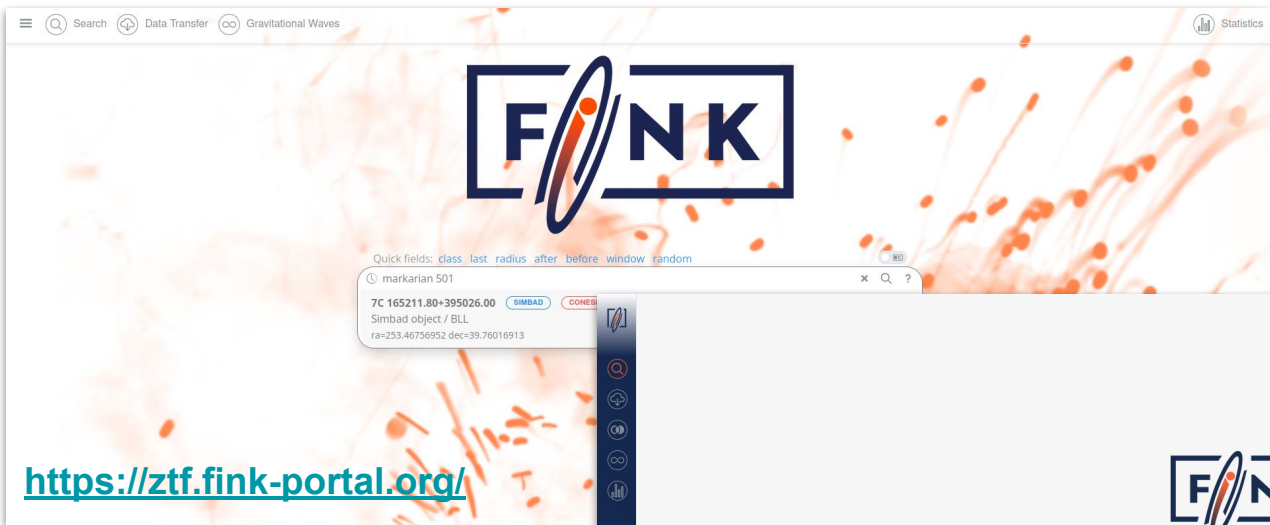 Search Data Transfer Gravitational Waves Statistics
FINK
Quick fields: class last radius after before window random
markarian 501 × ?
7C 165211.80+395026.00 SIMBAD
Simbad object / BLL
ra=253.46756952 dec=39.76016913
https://ztf.fink-portal.org/